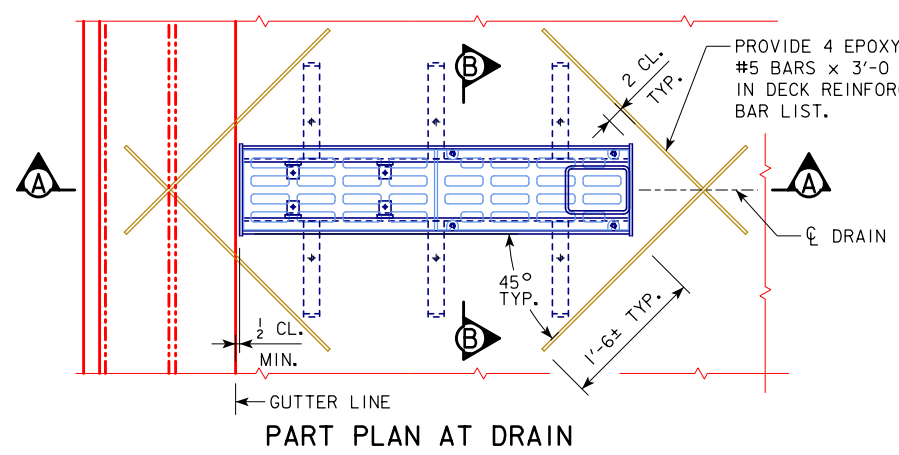 PROVIDE 4 EPOXY
#5 BARS × 3'-0
IN DECK REINFOR
BAR LIST.
2 CL.
TYP.
B
A
A
℄ DRAIN
45°
TYP.
1'-6± TYP.
B
½ CL.
MIN.
GUTTER LINE
PART PLAN AT DRAIN